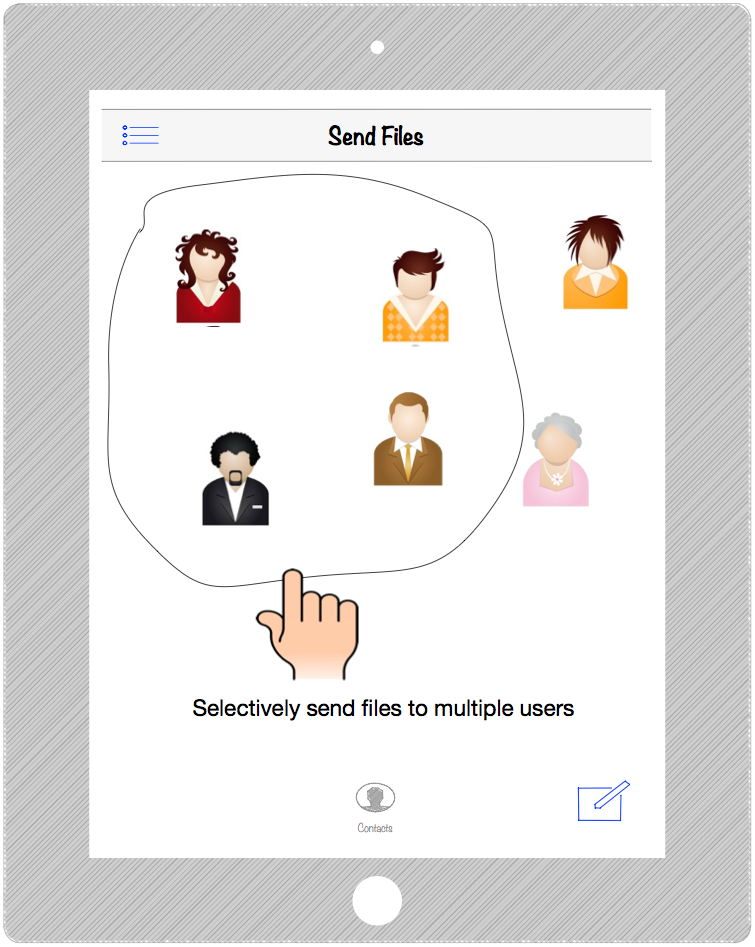 Send Files
Selectively send files to multiple users
Contacts